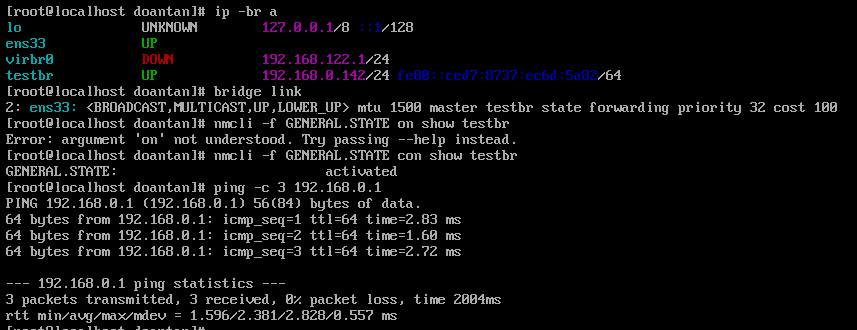 [root@localhost doantan]# ip -br a
lo UNKNOWN 127.0.0.1/8 ::1/128
ens33 UP
virbr0 DOWN 192.168.122.1/24
testbr UP 192.168.0.142/24 fe80::ced7:8737:ec6d:5a82/64
[root@localhost doantan]# bridge link
2: ens33: <BROADCAST,MULTICAST,UP,LOWER_UP> mtu 1500 master testbr state forwarding priority 32 cost 100
[root@localhost doantan]# nmcli -f GENERAL.STATE on show testbr
Error: argument 'on' not understood. Try passing --help instead.
[root@localhost doantan]# nmcli -f GENERAL.STATE con show testbr
GENERAL.STATE: activated
[root@localhost doantan]# ping -c 3 192.168.0.1
PING 192.168.0.1 (192.168.0.1) 56(84) bytes of data.
64 bytes from 192.168.0.1: icmp_seq=1 ttl=64 time=2.83 ms
64 bytes from 192.168.0.1: icmp_seq=2 ttl=64 time=1.60 ms
64 bytes from 192.168.0.1: icmp_seq=3 ttl=64 time=2.72 ms
--- 192.168.0.1 ping statistics ---
3 packets transmitted, 3 received, 0% packet loss, time 2004ms
rtt min/avg/max/mdev = 1.596/2.381/2.828/0.557 ms
[root@localhost doantan]#